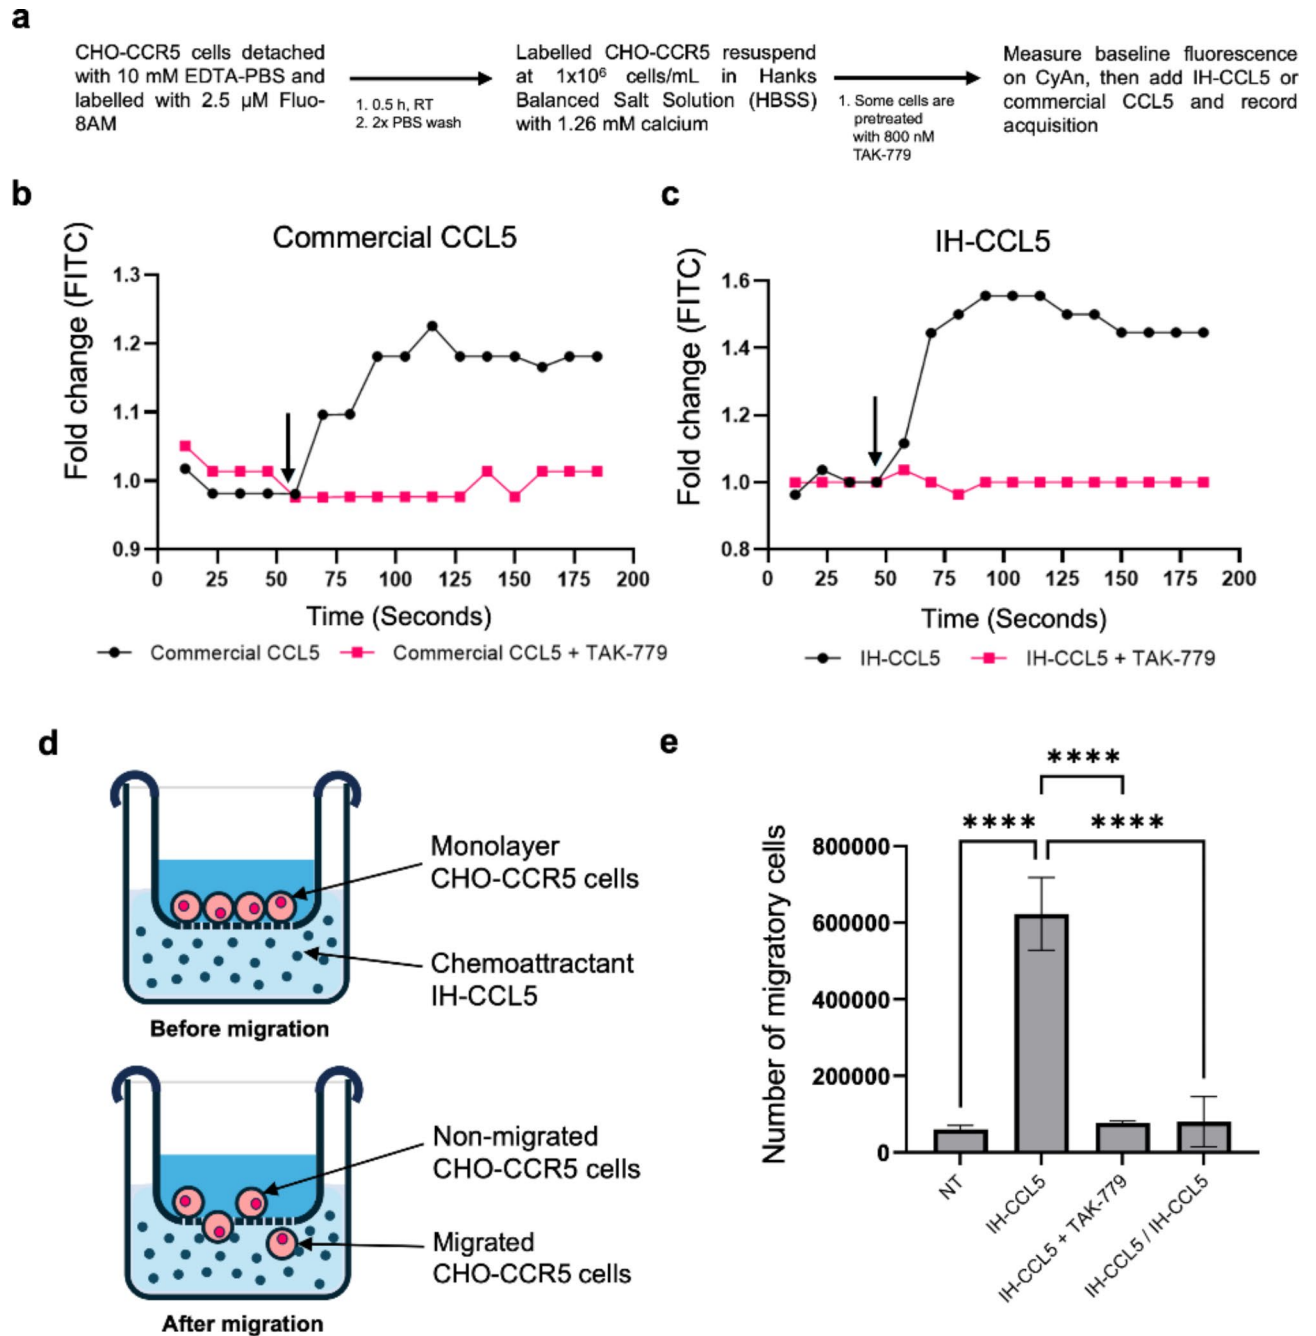 a
CHO-CCR5 cells detached
with 10 mM EDTA-PBS and
labelled with 2.5 µM Fluo-
8AM
1. 0.5 h, RT
2. 2x PBS wash
Labelled CHO-CCR5 resuspend
at 1x10⁶ cells/mL in Hanks
Balanced Salt Solution (HBSS)
with 1.26 mM calcium
1. Some cells are
pretreated
with 800 nM
TAK-779
Measure baseline fluorescence
on CyAn, then add IH-CCL5 or
commercial CCL5 and record
acquisition
b
Commercial CCL5
Fold change (FITC)
1.3
1.2
1.1
1.0
0.9
0 25 50 75 100 125 150 175 200
Time (Seconds)
Commercial CCL5 Commercial CCL5 + TAK-779
c
IH-CCL5
Fold change (FITC)
1.6
1.4
1.2
1.0
0.8
0 25 50 75 100 125 150 175 200
Time (Seconds)
IH-CCL5 IH-CCL5 + TAK-779
d
Monolayer
CHO-CCR5 cells
Chemoattractant
IH-CCL5
Before migration
Non-migrated
CHO-CCR5 cells
Migrated
CHO-CCR5 cells
After migration
e
****
**** ****
Number of migratory cells
800000
600000
400000
200000
0
NT
IH-CCL5
IH-CCL5 + TAK-779
IH-CCL5 / IH-CCL5